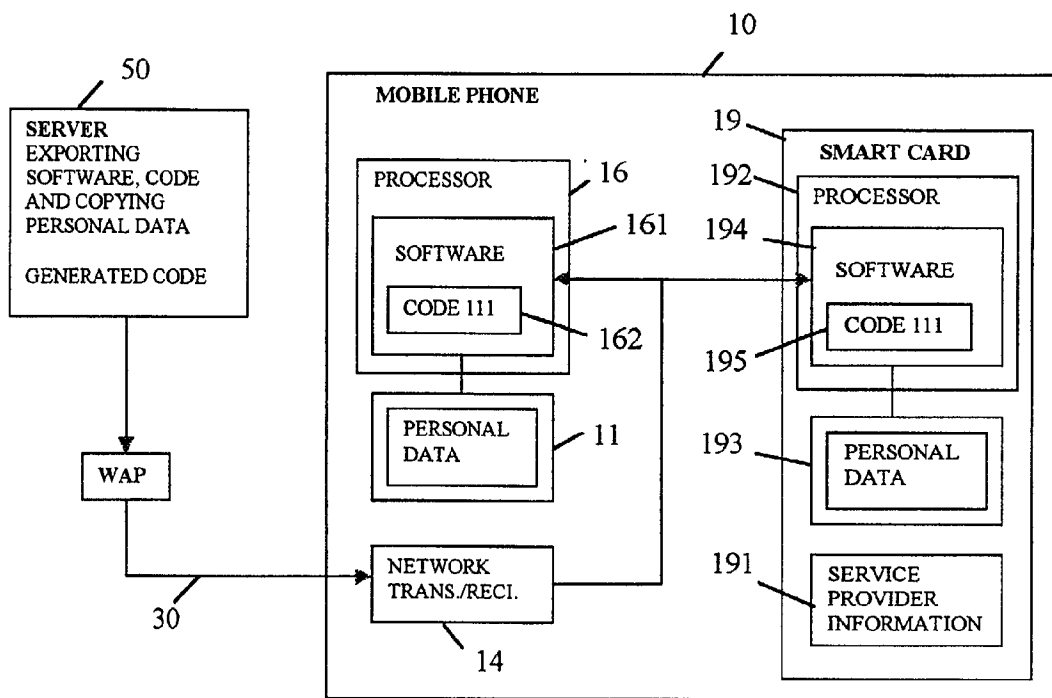 10
50
MOBILE PHONE
SERVER
EXPORTING
SOFTWARE, CODE
AND COPYING
PERSONAL DATA
GENERATED CODE
19
SMART CARD
PROCESSOR
16
192
PROCESSOR
161
194
SOFTWARE
SOFTWARE
CODE 111
162
CODE 111
195
PERSONAL
DATA
11
193
PERSONAL
DATA
WAP
30
NETWORK
TRANS./RECI.
14
191
SERVICE
PROVIDER
INFORMATION